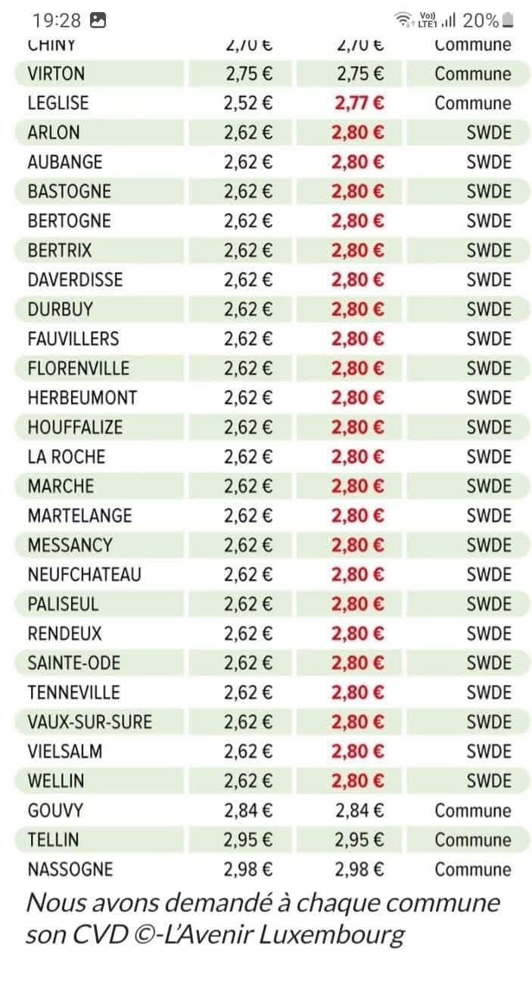 19:28 Vo)) LTE1 20%
CHINY 2,70 € 2,70 € Commune
VIRTON 2,75 € 2,75 € Commune
LEGLISE 2,52 € 2,77 € Commune
ARLON 2,62 € 2,80 € SWDE
AUBANGE 2,62 € 2,80 € SWDE
BASTOGNE 2,62 € 2,80 € SWDE
BERTOGNE 2,62 € 2,80 € SWDE
BERTRIX 2,62 € 2,80 € SWDE
DAVERDISSE 2,62 € 2,80 € SWDE
DURBUY 2,62 € 2,80 € SWDE
FAUVILLERS 2,62 € 2,80 € SWDE
FLORENVILLE 2,62 € 2,80 € SWDE
HERBEUMONT 2,62 € 2,80 € SWDE
HOUFFALIZE 2,62 € 2,80 € SWDE
LA ROCHE 2,62 € 2,80 € SWDE
MARCHE 2,62 € 2,80 € SWDE
MARTELANGE 2,62 € 2,80 € SWDE
MESSANCY 2,62 € 2,80 € SWDE
NEUFCHATEAU 2,62 € 2,80 € SWDE
PALISEUL 2,62 € 2,80 € SWDE
RENDEUX 2,62 € 2,80 € SWDE
SAINTE-ODE 2,62 € 2,80 € SWDE
TENNEVILLE 2,62 € 2,80 € SWDE
VAUX-SUR-SURE 2,62 € 2,80 € SWDE
VIELSALM 2,62 € 2,80 € SWDE
WELLIN 2,62 € 2,80 € SWDE
GOUVY 2,84 € 2,84 € Commune
TELLIN 2,95 € 2,95 € Commune
NASSOGNE 2,98 € 2,98 € Commune
Nous avons demandé à chaque commune
son CVD ©-L'Avenir Luxembourg